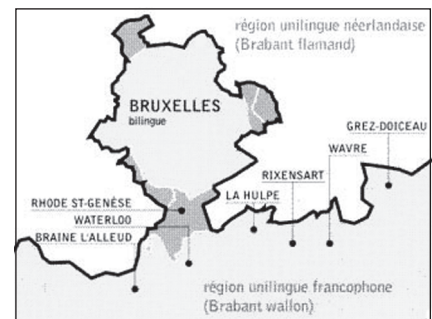 région unilingue néerlandaise
(Brabant flamand)
BRUXELLES
bilingue
GREZ-DOICEAU
WAVRE
RIXENSART
LA HULPE
RHODE ST-GENÈSE
WATERLOO
BRAINE L'ALLEUD
région unilingue francophone
(Brabant wallon)